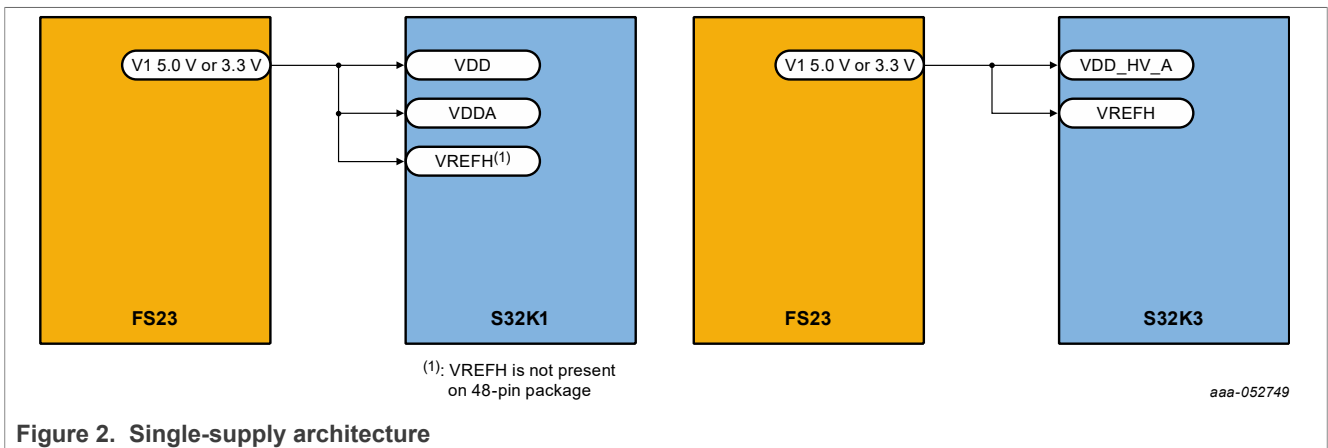 V1 5.0 V or 3.3 V
VDD
VDDA
VREFH(1)
FS23
S32K1
(1): VREFH is not present
on 48-pin package
V1 5.0 V or 3.3 V
VDD_HV_A
VREFH
FS23
S32K3
aaa-052749
Figure 2. Single-supply architecture